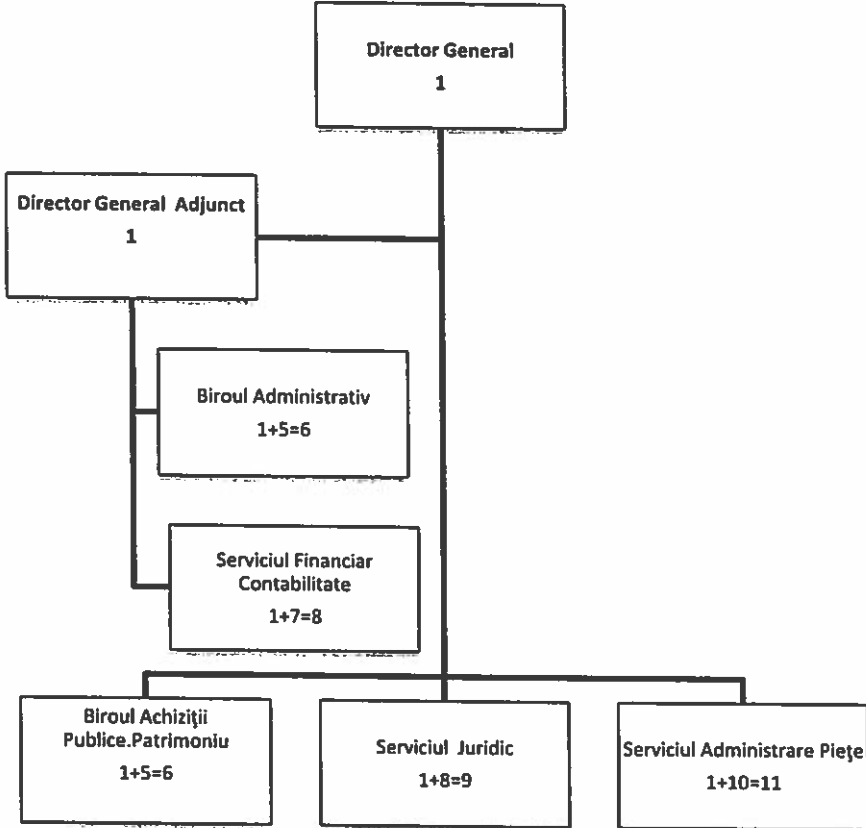 Director General
1
Director General Adjunct
1
Biroul Administrativ
1+5=6
Serviciul Financiar
Contabilitate
1+7=8
Biroul Achiziţii
Publice.Patrimoniu
1+5=6
Serviciul Juridic
1+8=9
Serviciul Administrare Pieţe
1+10=11